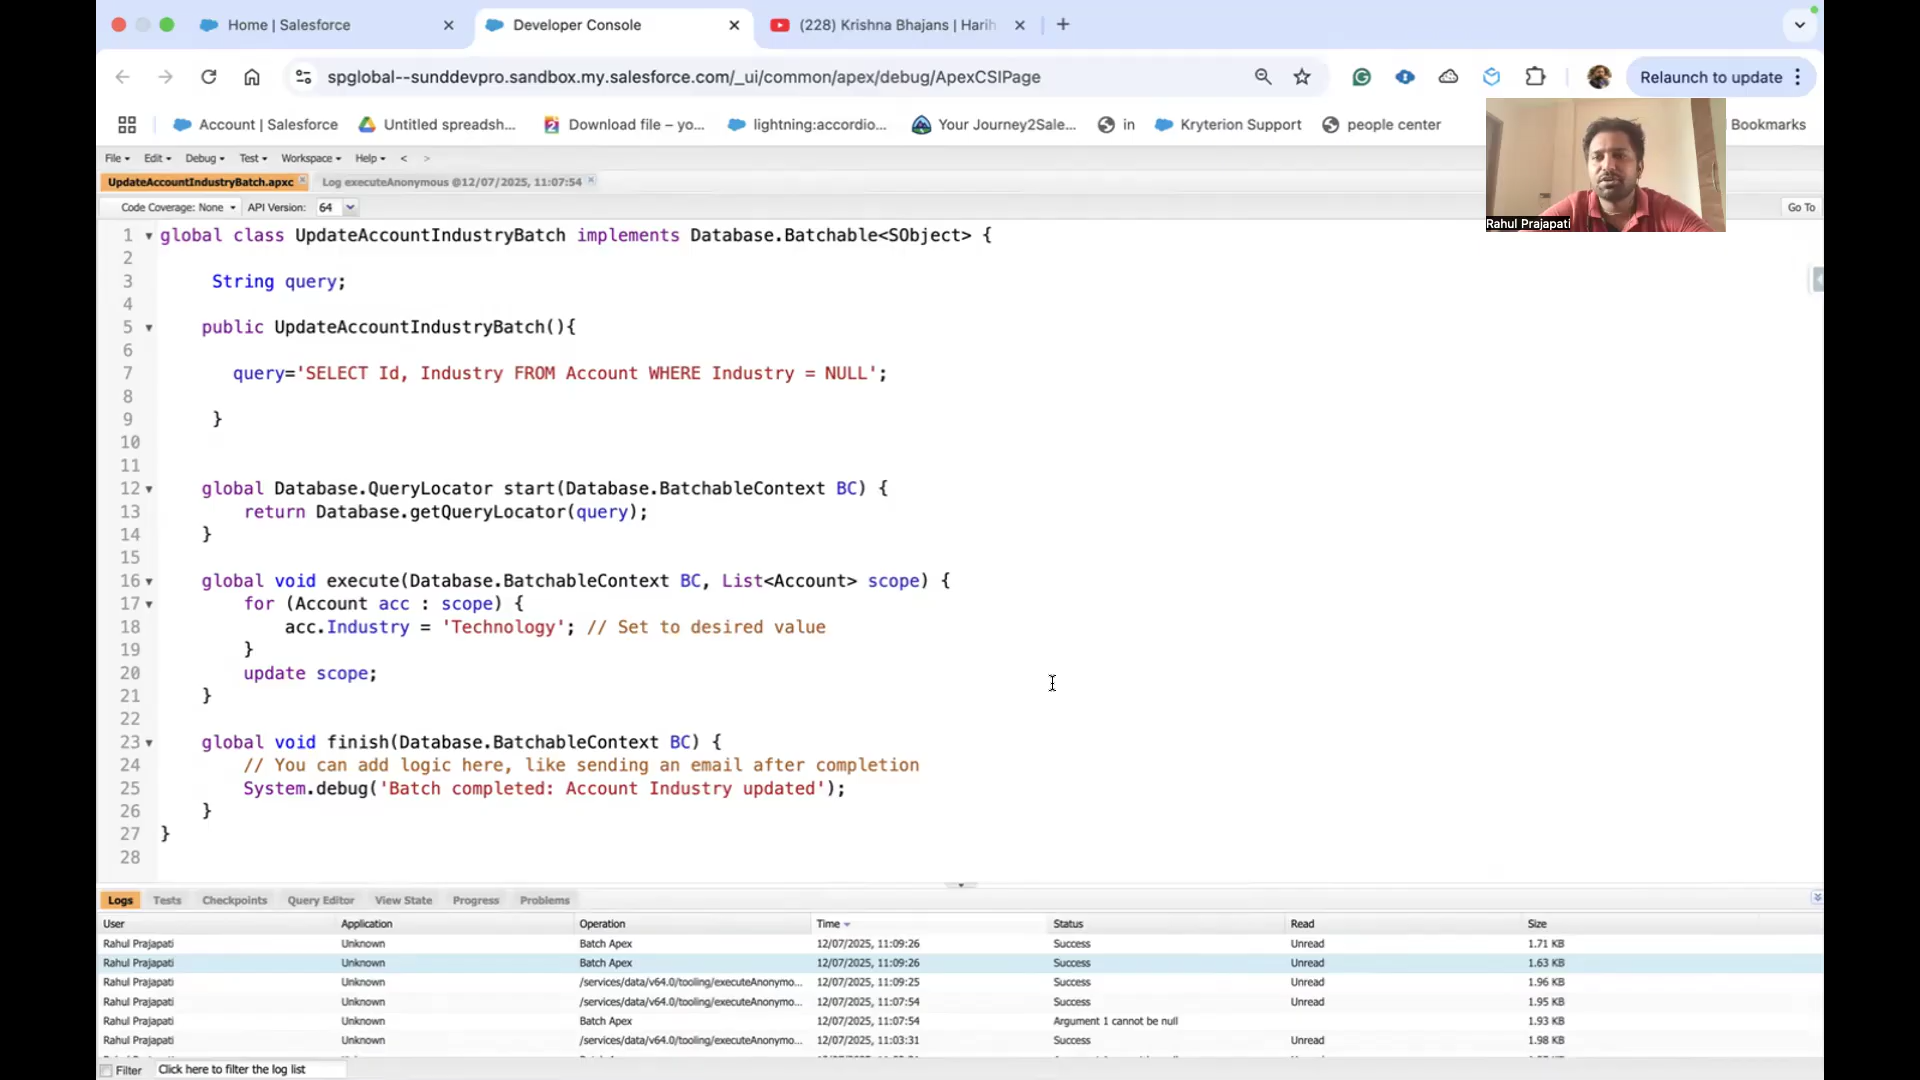 Home | Salesforce
Developer Console
(228) Krishna Bhajans | Harih
spglobal--sunddevpro.sandbox.my.salesforce.com/_ui/common/apex/debug/ApexCSIPage
Relaunch to update
Account | Salesforce
Untitled spreadsh...
Download file – yo...
lightning:accordio...
Your Journey2Sale...
in
Kryterion Support
people center
Bookmarks
File Edit Debug Test Workspace Help < >
Rahul Prajapati
UpdateAccountIndustryBatch.apxc
Log executeAnonymous @12/07/2025, 11:07:54
Code Coverage: None API Version: 64
Go To
1 global class UpdateAccountIndustryBatch implements Database.Batchable<SObject> {
2
3 String query;
4
5 public UpdateAccountIndustryBatch(){
6
7 query='SELECT Id, Industry FROM Account WHERE Industry = NULL';
8
9 }
10
11
12 global Database.QueryLocator start(Database.BatchableContext BC) {
13 return Database.getQueryLocator(query);
14 }
15
16 global void execute(Database.BatchableContext BC, List<Account> scope) {
17 for (Account acc : scope) {
18 acc.Industry = 'Technology'; // Set to desired value
19 }
20 update scope;
21 }
22
23 global void finish(Database.BatchableContext BC) {
24 // You can add logic here, like sending an email after completion
25 System.debug('Batch completed: Account Industry updated');
26 }
27 }
28
Logs Tests Checkpoints Query Editor View State Progress Problems
User Application Operation Time Status Read Size
Rahul Prajapati Unknown Batch Apex 12/07/2025, 11:09:26 Success Unread 1.71 KB
Rahul Prajapati Unknown Batch Apex 12/07/2025, 11:09:26 Success Unread 1.63 KB
Rahul Prajapati Unknown /services/data/v64.0/tooling/executeAnonymo... 12/07/2025, 11:09:25 Success Unread 1.96 KB
Rahul Prajapati Unknown /services/data/v64.0/tooling/executeAnonymo... 12/07/2025, 11:07:54 Success Unread 1.95 KB
Rahul Prajapati Unknown Batch Apex 12/07/2025, 11:07:54 Argument 1 cannot be null 1.93 KB
Rahul Prajapati Unknown /services/data/v64.0/tooling/executeAnonymo... 12/07/2025, 11:03:31 Success Unread 1.98 KB
Filter Click here to filter the log list